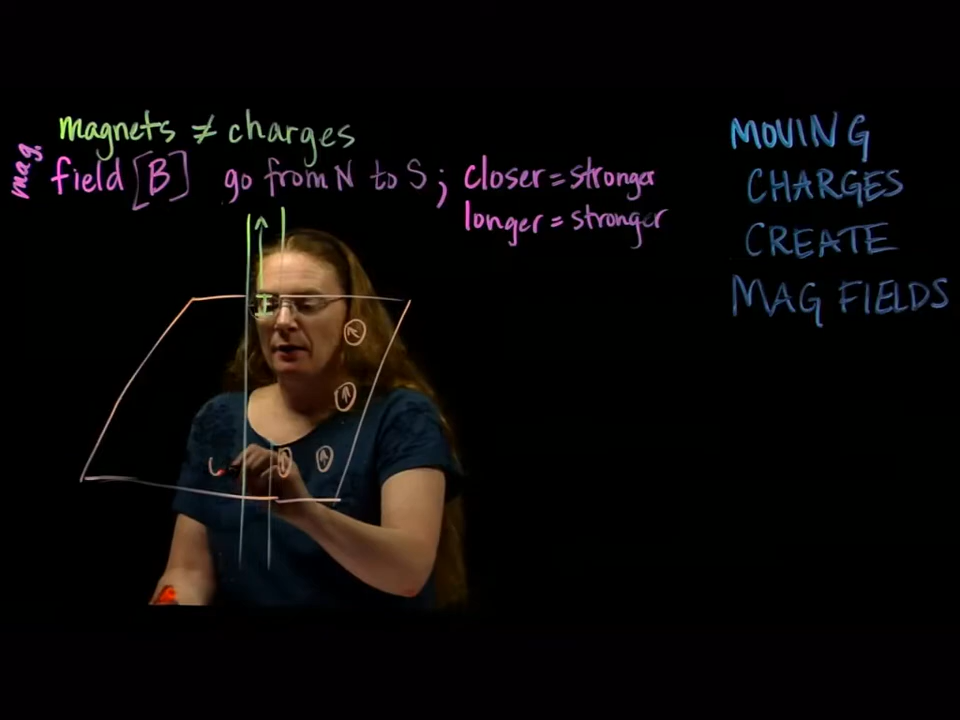 magnets ≠ charges
mag. field [B] go from N to S; closer = stronger
longer = stronger
I
MOVING
CHARGES
CREATE
MAG FIELDS